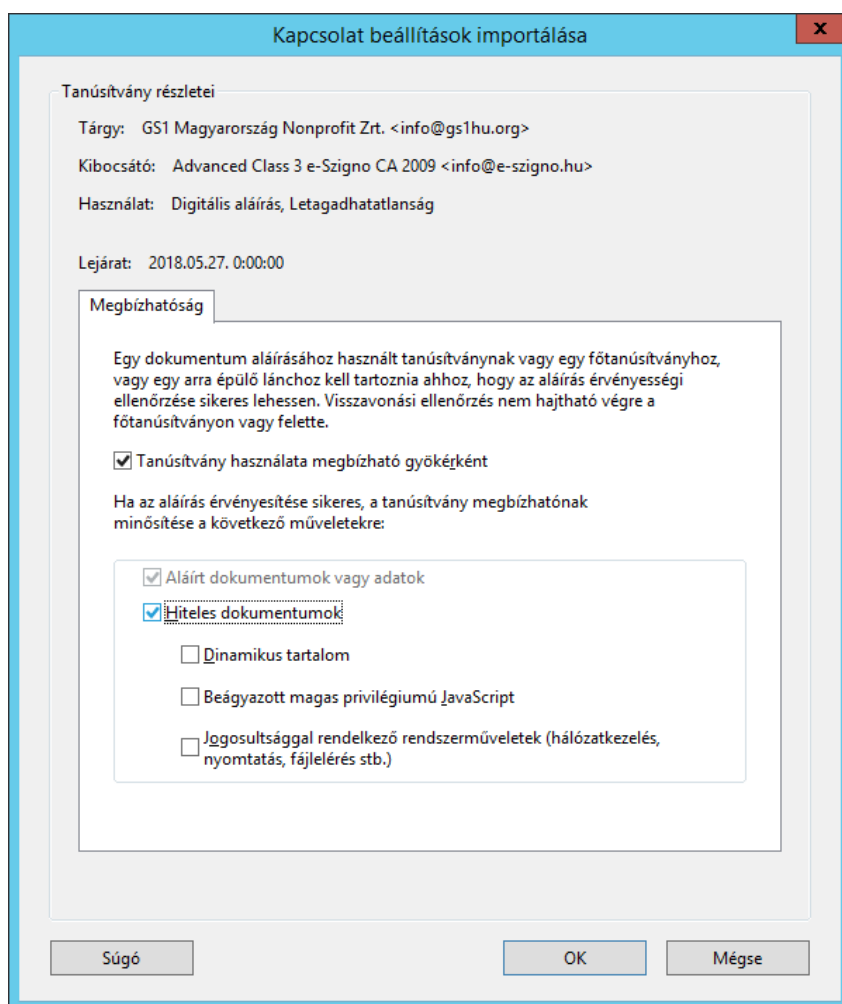 Kapcsolat beállítások importálása
x
Tanúsítvány részletei
Tárgy: GS1 Magyarország Nonprofit Zrt. <info@gs1hu.org>
Kibocsátó: Advanced Class 3 e-Szigno CA 2009 <info@e-szigno.hu>
Használat: Digitális aláírás, Letagadhatatlanság
Lejárat: 2018.05.27. 0:00:00
Megbízhatóság
Egy dokumentum aláírásához használt tanúsítványnak vagy egy főtanúsítványhoz,
vagy egy arra épülő lánchoz kell tartoznia ahhoz, hogy az aláírás érvényességi
ellenőrzése sikeres lehessen. Visszavonási ellenőrzés nem hajtható végre a
főtanúsítványon vagy felette.
Tanúsítvány használata megbízható gyökérként
Ha az aláírás érvényesítése sikeres, a tanúsítvány megbízhatónak
minősítése a következő műveletekre:
Aláírt dokumentumok vagy adatok
Hiteles dokumentumok
Dinamikus tartalom
Beágyazott magas privilégiumú JavaScript
Jogosultsággal rendelkező rendszerműveletek (hálózatkezelés,
nyomtatás, fájlelérés stb.)
Súgó
OK
Mégse